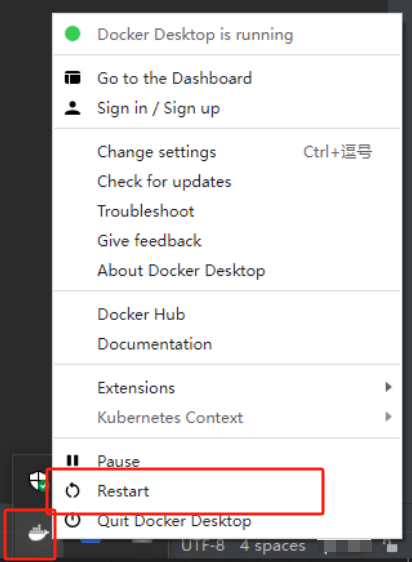 Docker Desktop is running
Go to the Dashboard
Sign in / Sign up
Change settings Ctrl+逗号
Check for updates
Troubleshoot
Give feedback
About Docker Desktop
Docker Hub
Documentation
Extensions
Kubernetes Context
Pause
Restart
Quit Docker Desktop
UTF-8 4 spaces